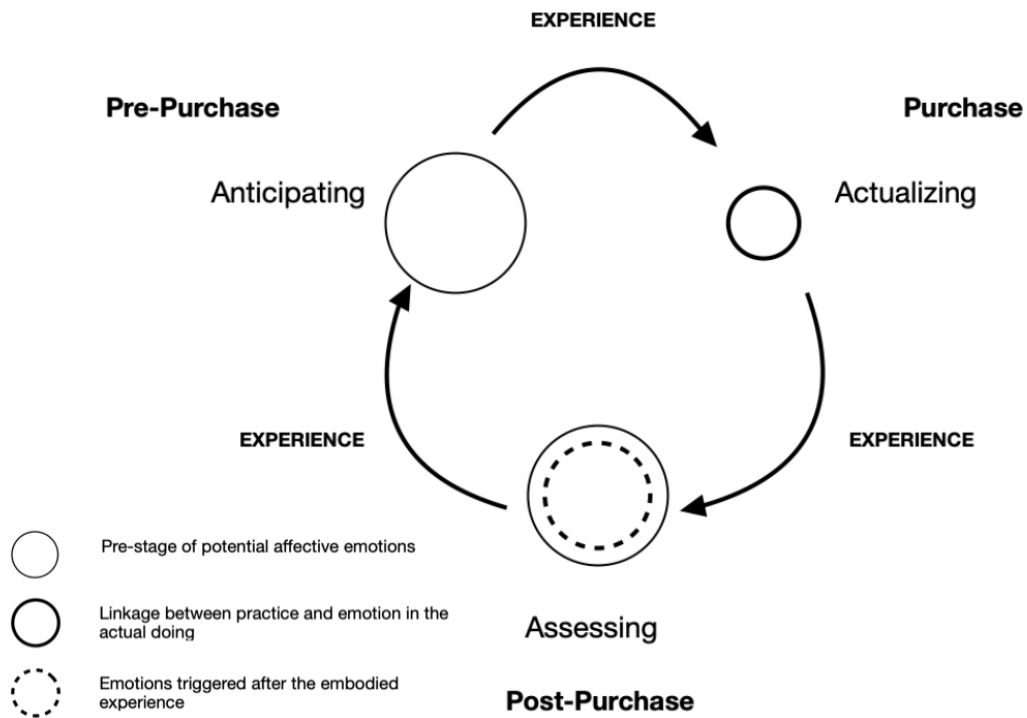 EXPERIENCE
Pre-Purchase
Purchase
Anticipating
Actualizing
EXPERIENCE
EXPERIENCE
Pre-stage of potential affective emotions
Linkage between practice and emotion in the
actual doing
Assessing
Emotions triggered after the embodied
experience
Post-Purchase